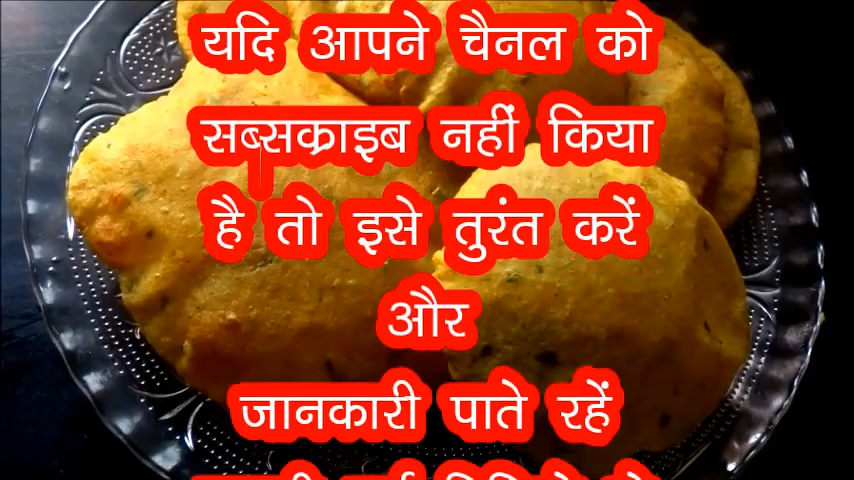 यदि आपने चैनल को
सब्सक्राइब नहीं किया
है तो इसे तुरंत करें
और
जानकारी पाते रहें